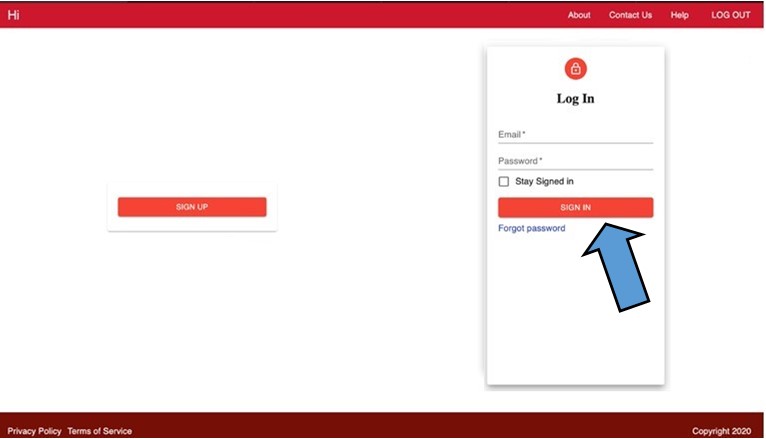 Hi About Contact Us Help LOG OUT
Log In
Email *
Password *
Stay Signed in
SIGN UP SIGN IN
Forgot password
Privacy Policy Terms of Service Copyright 2020